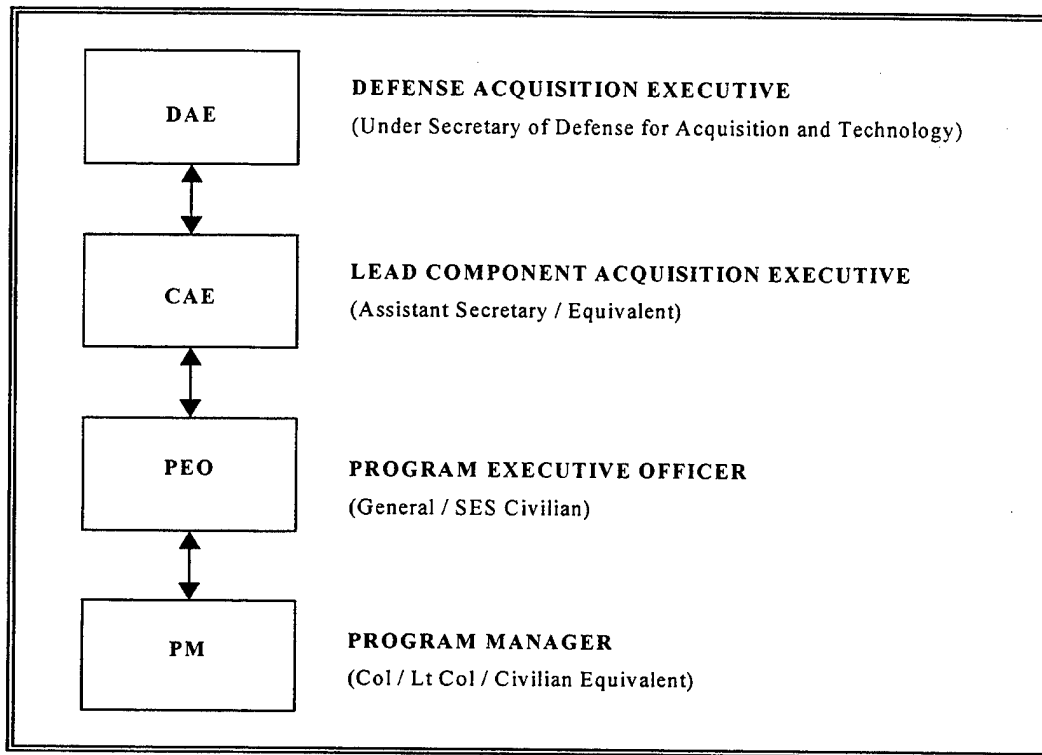 DAE
DEFENSE ACQUISITION EXECUTIVE
(Under Secretary of Defense for Acquisition and Technology)
CAE
LEAD COMPONENT ACQUISITION EXECUTIVE
(Assistant Secretary / Equivalent)
PEO
PROGRAM EXECUTIVE OFFICER
(General / SES Civilian)
PM
PROGRAM MANAGER
(Col / Lt Col / Civilian Equivalent)